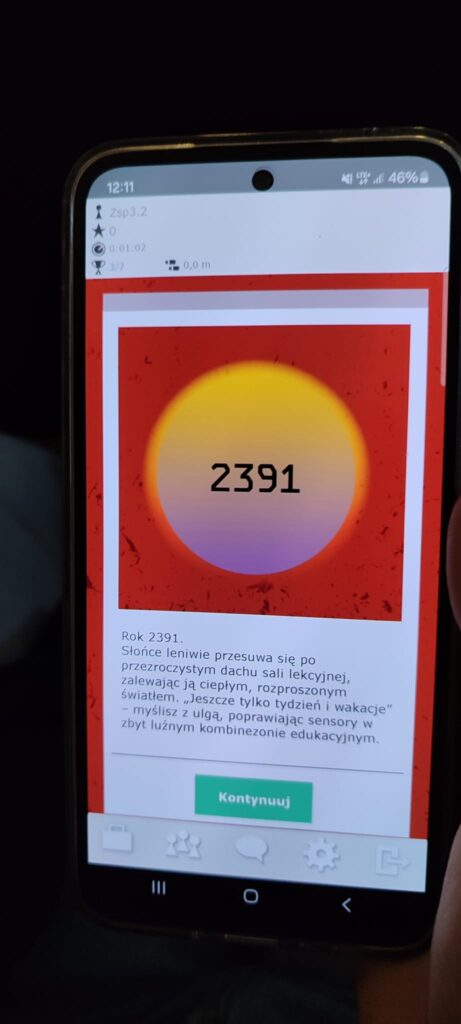 12:11 LTE+ 46%
Zsp3.2
0
0:01:02
3/7 0,0 m
2391
Rok 2391.
Słońce leniwie przesuwa się po
przezroczystym dachu sali lekcyjnej,
zalewając ją ciepłym, rozproszonym
światłem. „Jeszcze tylko tydzień i wakacje”
– myślisz z ulgą, poprawiając sensory w
zbyt luźnym kombinezonie edukacyjnym.
Kontynuuj